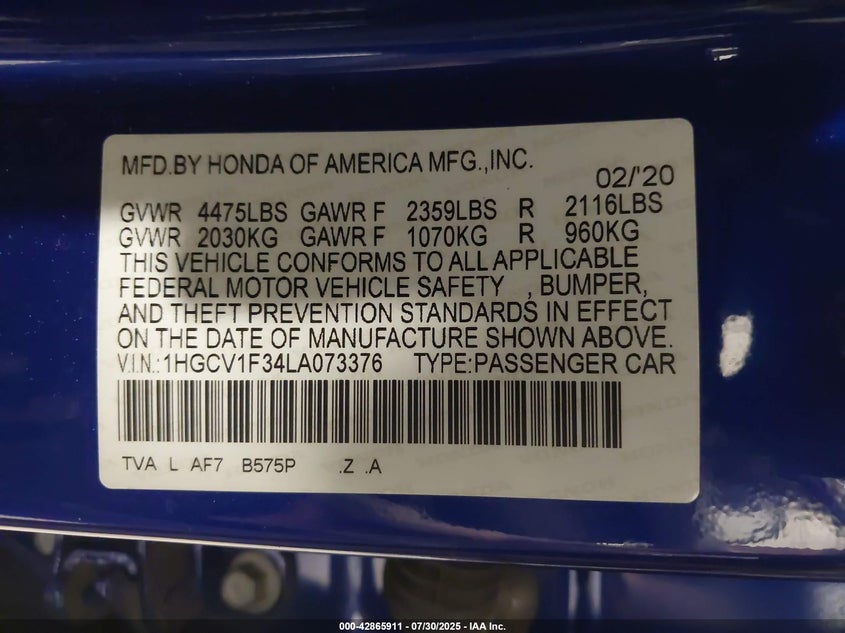 MFD.BY HONDA OF AMERICA MFG.,INC. 02/'20
GVWR 4475LBS GAWR F 2359LBS R 2116LBS
GVWR 2030KG GAWR F 1070KG R 960KG
THIS VEHICLE CONFORMS TO ALL APPLICABLE
FEDERAL MOTOR VEHICLE SAFETY , BUMPER,
AND THEFT PREVENTION STANDARDS IN EFFECT
ON THE DATE OF MANUFACTURE SHOWN ABOVE.
V.I.N.:1HGCV1F34LA073376 TYPE:PASSENGER CAR
TVA L AF7 B575P .Z .A
000-42865911 - 07/30/2025 - IAA Inc.